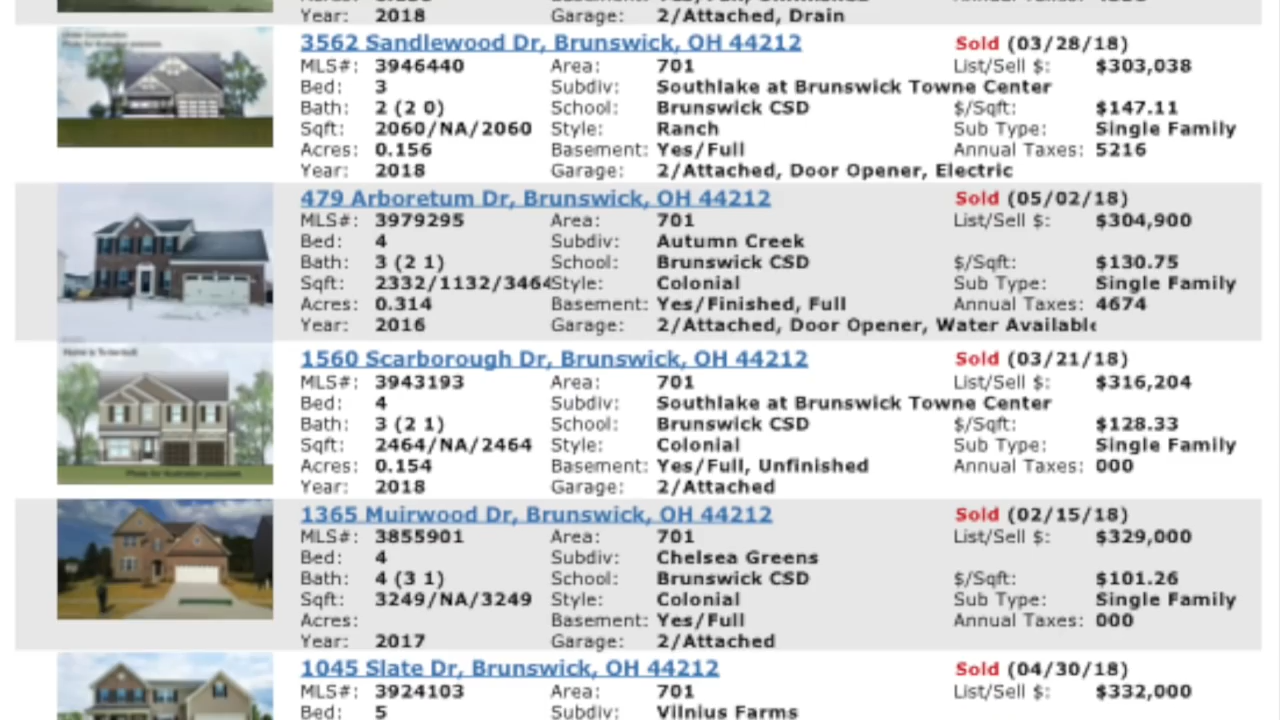 Year: 2018 Garage: 2/Attached, Drain
3562 Sandlewood Dr, Brunswick, OH 44212 Sold (03/28/18)
MLS#: 3946440 Area: 701 List/Sell $: $303,038
Bed: 3 Subdiv: Southlake at Brunswick Towne Center
Bath: 2 (2 0) School: Brunswick CSD $/Sqft: $147.11
Sqft: 2060/NA/2060 Style: Ranch Sub Type: Single Family
Acres: 0.156 Basement: Yes/Full Annual Taxes: 5216
Year: 2018 Garage: 2/Attached, Door Opener, Electric
479 Arboretum Dr, Brunswick, OH 44212 Sold (05/02/18)
MLS#: 3979295 Area: 701 List/Sell $: $304,900
Bed: 4 Subdiv: Autumn Creek
Bath: 3 (2 1) School: Brunswick CSD $/Sqft: $130.75
Sqft: 2332/1132/3464 Style: Colonial Sub Type: Single Family
Acres: 0.314 Basement: Yes/Finished, Full Annual Taxes: 4674
Year: 2016 Garage: 2/Attached, Door Opener, Water Available
1560 Scarborough Dr, Brunswick, OH 44212 Sold (03/21/18)
MLS#: 3943193 Area: 701 List/Sell $: $316,204
Bed: 4 Subdiv: Southlake at Brunswick Towne Center
Bath: 3 (2 1) School: Brunswick CSD $/Sqft: $128.33
Sqft: 2464/NA/2464 Style: Colonial Sub Type: Single Family
Acres: 0.154 Basement: Yes/Full, Unfinished Annual Taxes: 000
Photo for illustration purposes
Year: 2018 Garage: 2/Attached
1365 Muirwood Dr, Brunswick, OH 44212 Sold (02/15/18)
MLS#: 3855901 Area: 701 List/Sell $: $329,000
Bed: 4 Subdiv: Chelsea Greens
Bath: 4 (3 1) School: Brunswick CSD $/Sqft: $101.26
Sqft: 3249/NA/3249 Style: Colonial Sub Type: Single Family
Acres: Basement: Yes/Full Annual Taxes: 000
Year: 2017 Garage: 2/Attached
1045 Slate Dr, Brunswick, OH 44212 Sold (04/30/18)
MLS#: 3924103 Area: 701 List/Sell $: $332,000
Bed: 5 Subdiv: Vilnius Farms